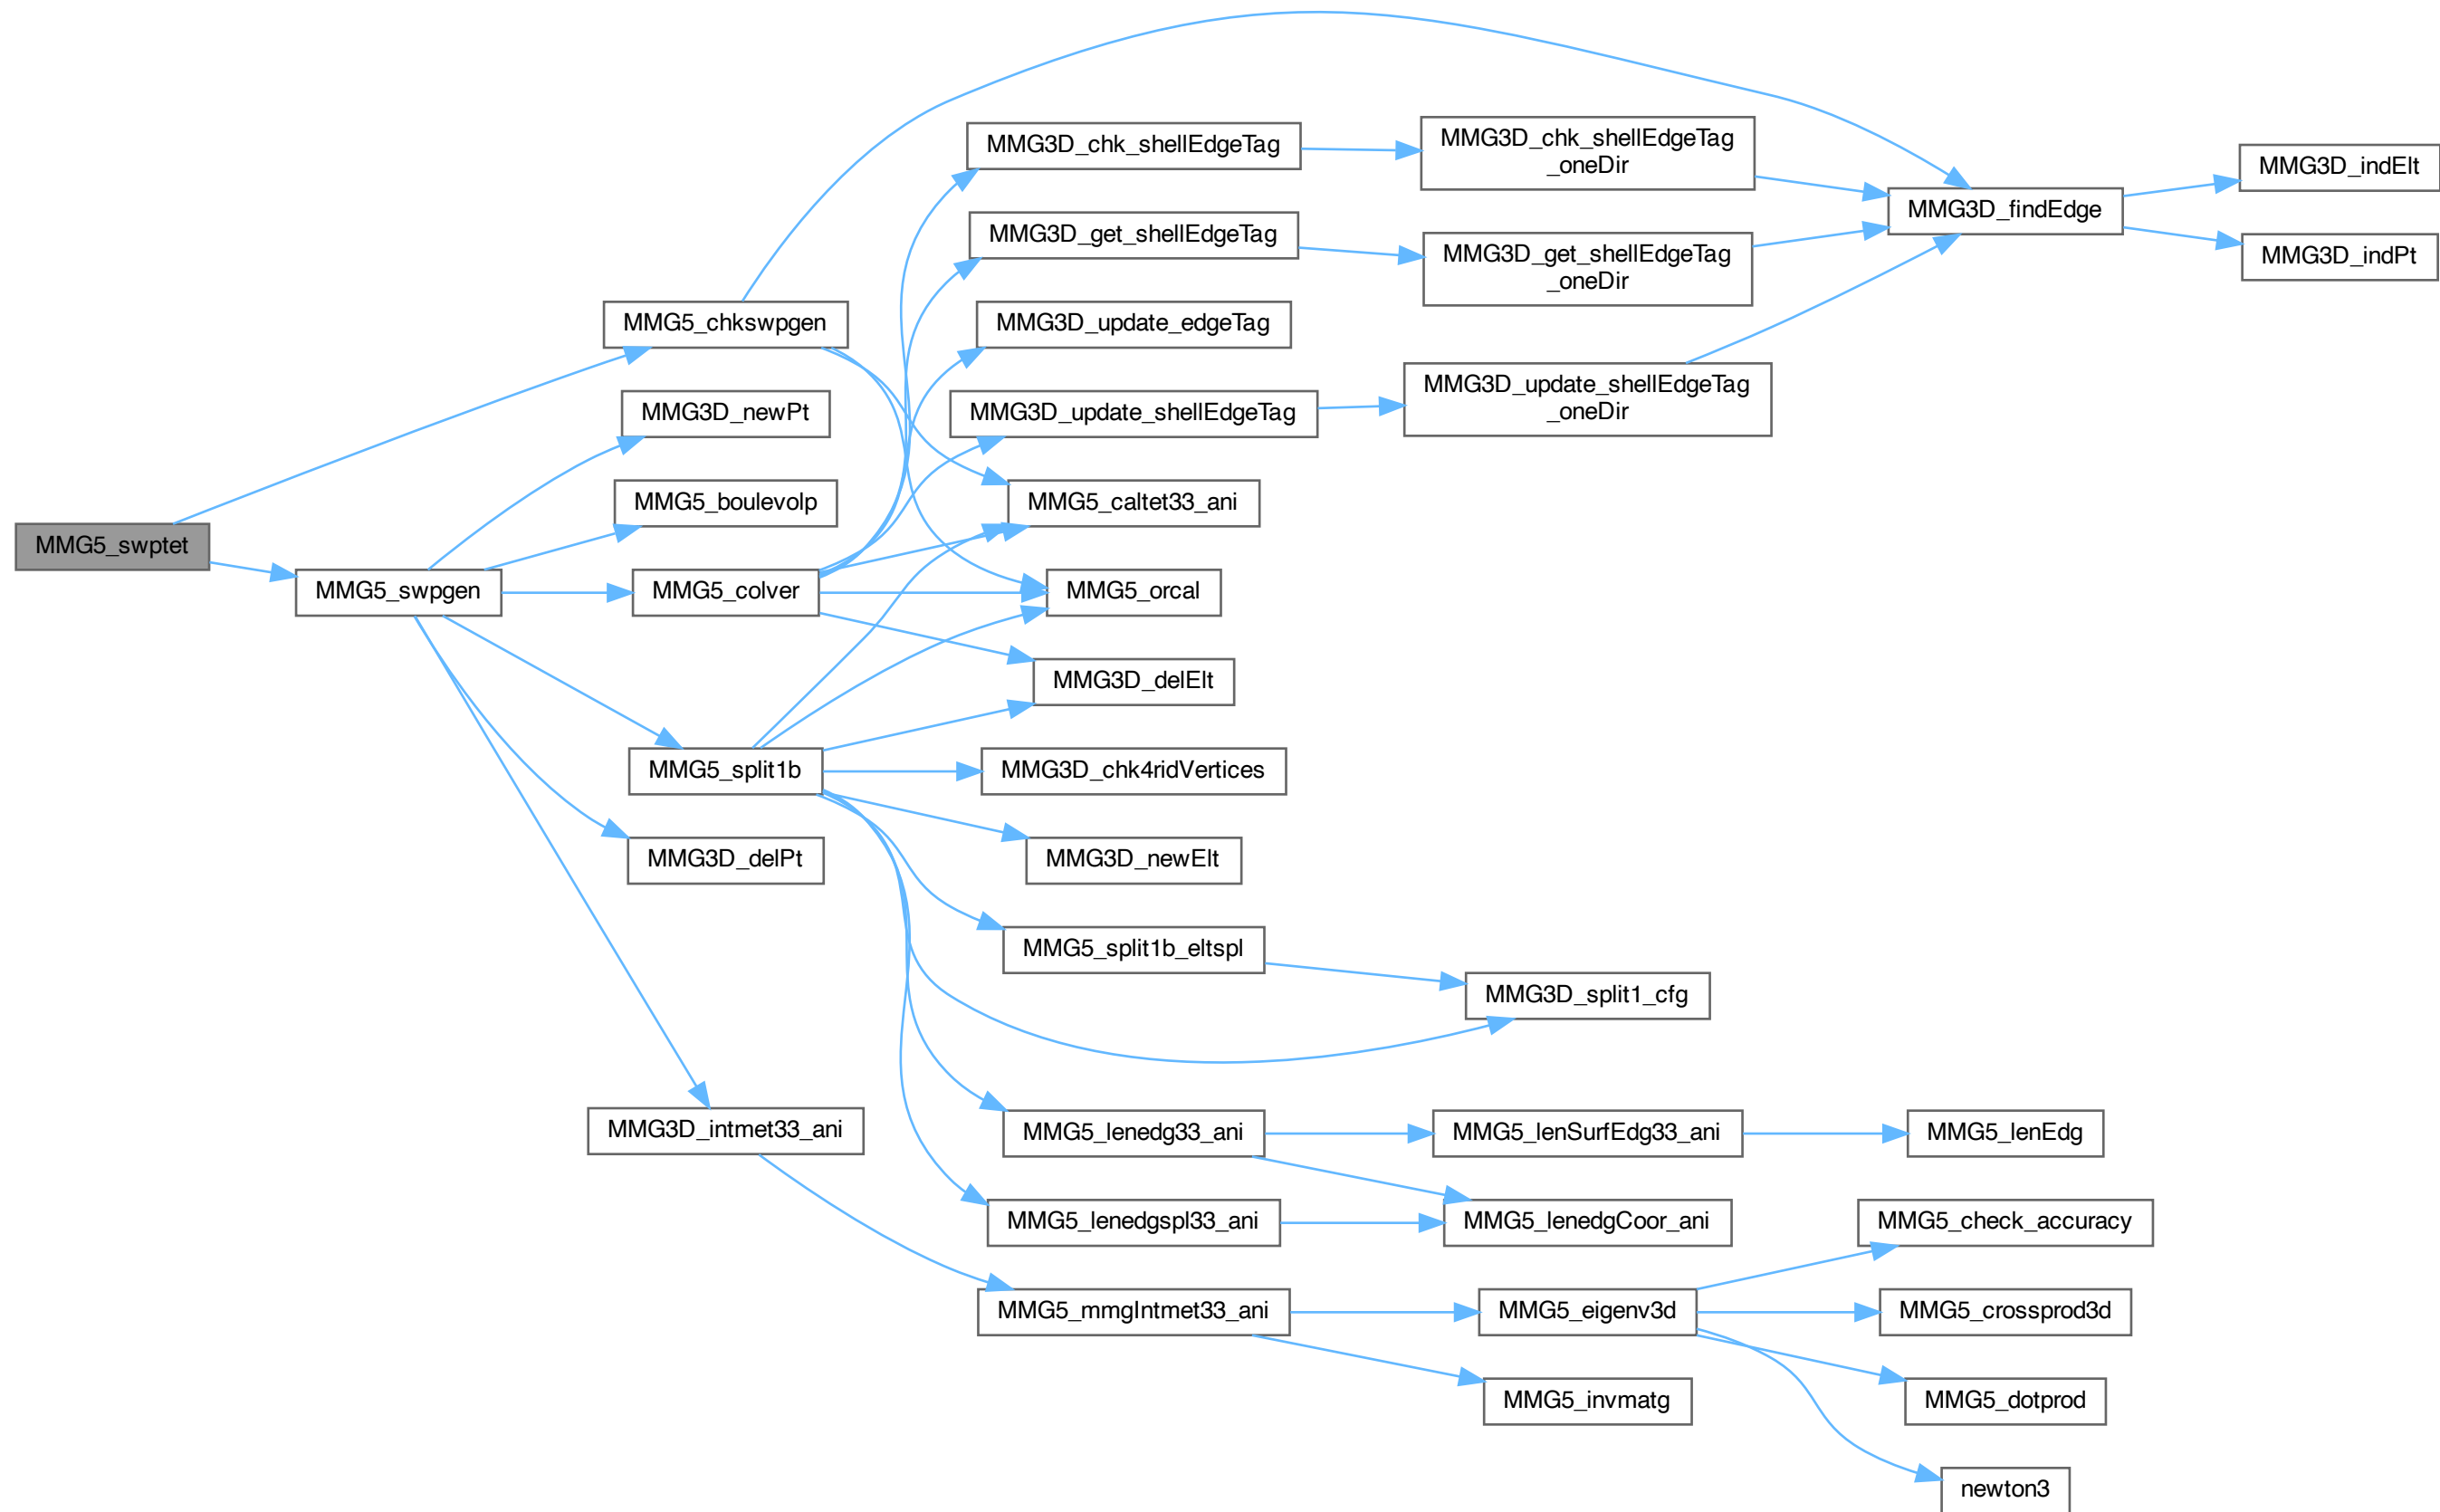 MMG5_swptet
MMG5_chkswpgen
MMG5_swpgen
MMG3D_newPt
MMG5_boulevolp
MMG5_colver
MMG5_split1b
MMG3D_delPt
MMG3D_intmet33_ani
MMG3D_chk_shellEdgeTag
MMG3D_get_shellEdgeTag
MMG3D_update_edgeTag
MMG3D_update_shellEdgeTag
MMG5_caltet33_ani
MMG5_orcal
MMG3D_delElt
MMG3D_chk4ridVertices
MMG3D_newElt
MMG5_split1b_eltspl
MMG5_lenedg33_ani
MMG5_lenedgspl33_ani
MMG5_mmgIntmet33_ani
MMG3D_chk_shellEdgeTag
_oneDir
MMG3D_get_shellEdgeTag
_oneDir
MMG3D_update_shellEdgeTag
_oneDir
MMG3D_split1_cfg
MMG5_lenSurfEdg33_ani
MMG5_lenedgCoor_ani
MMG5_eigenv3d
MMG5_invmatg
MMG3D_findEdge
MMG5_lenEdg
MMG5_check_accuracy
MMG5_crossprod3d
MMG5_dotprod
newton3
MMG3D_indElt
MMG3D_indPt